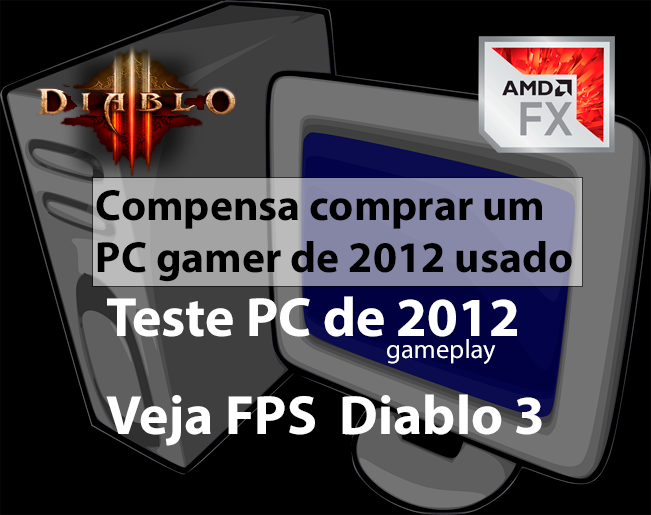 DIABLO
III
AMD
FX
Compensa comprar um
PC gamer de 2012 usado
Teste PC de 2012
gameplay
Veja FPS Diablo 3